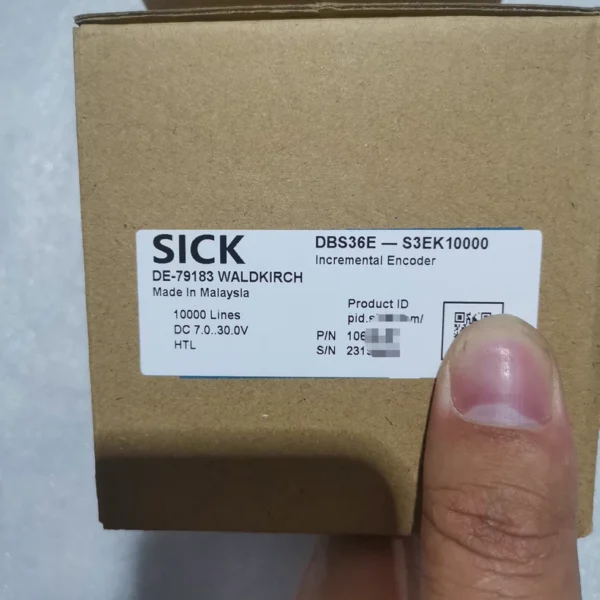 SICK
DE-79183 WALDKIRCH
Made In Malaysia
10000 Lines
DC 7.0..30.0V
HTL
DBS36E — S3EK10000
Incremental Encoder
Product ID
P/N
S/N